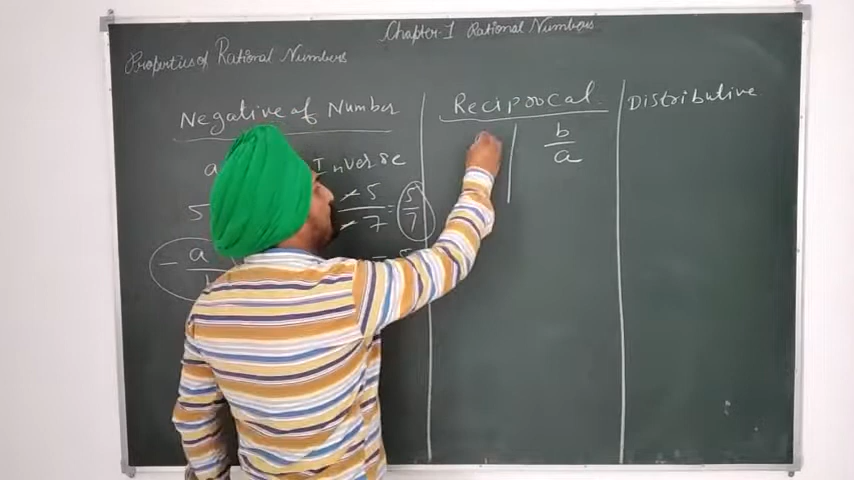 Chapter-1 Rational Numbers
Properties of Rational Numbers
Negative of Number
a Inverse
5 -5/-7 = 5/7
- a/
Reciprocal
b/a
Distributive